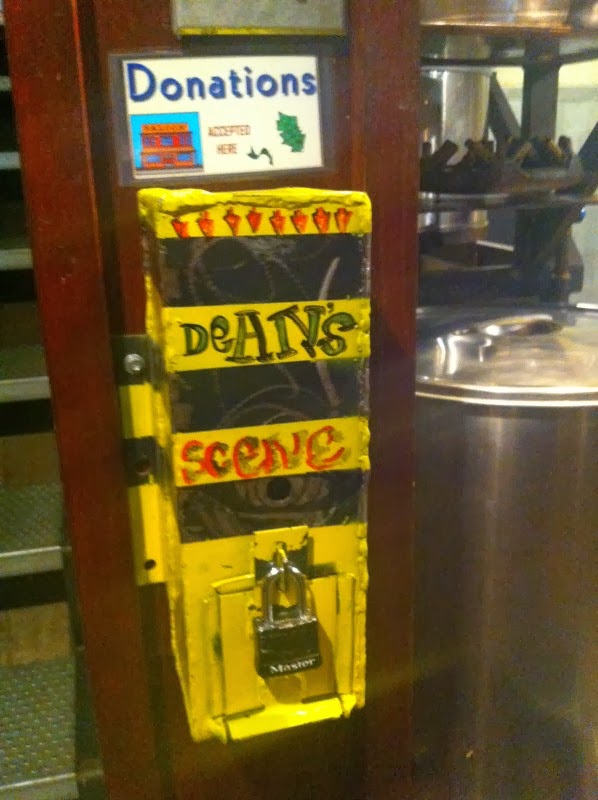 Donations
ACCEPTED
HERE
DeAN'S
SCENE
Master